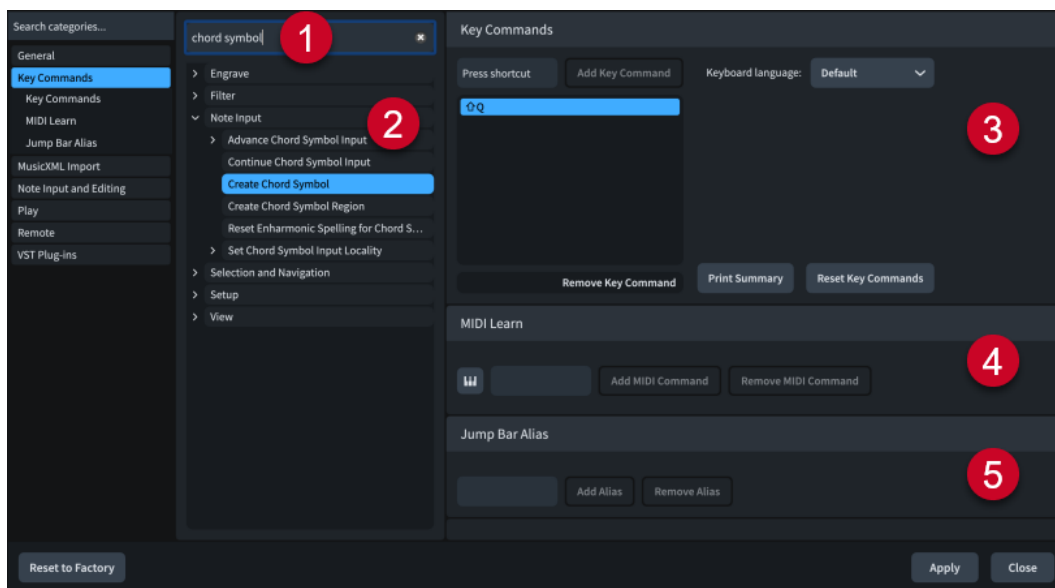 Search categories...
General
Key Commands
Key Commands
MIDI Learn
Jump Bar Alias
MusicXML Import
Note Input and Editing
Play
Remote
VST Plug-ins
chord symbol
1
Engrave
Filter
Note Input
2
Advance Chord Symbol Input
Continue Chord Symbol Input
Create Chord Symbol
Create Chord Symbol Region
Reset Enharmonic Spelling for Chord S...
Set Chord Symbol Input Locality
Selection and Navigation
Setup
View
Key Commands
Press shortcut Add Key Command Keyboard language: Default
⇧Q
3
Remove Key Command Print Summary Reset Key Commands
MIDI Learn
4
Add MIDI Command Remove MIDI Command
Jump Bar Alias
5
Add Alias Remove Alias
Reset to Factory Apply Close